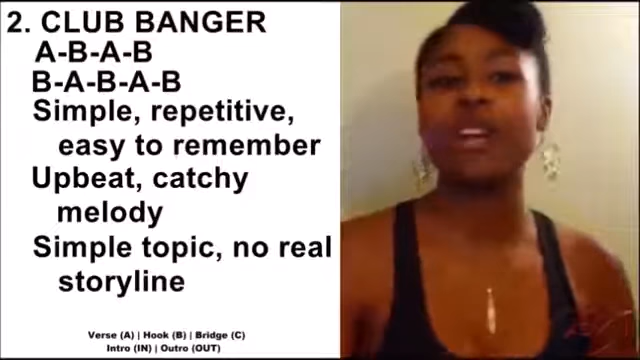 2. CLUB BANGER
A-B-A-B
B-A-B-A-B
Simple, repetitive,
easy to remember
Upbeat, catchy
melody
Simple topic, no real
storyline
Verse (A) | Hook (B) | Bridge (C)
Intro (IN) | Outro (OUT)